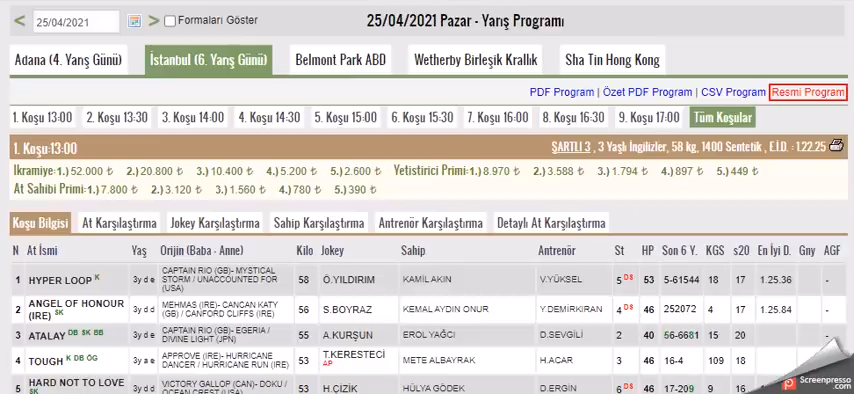 < 25/04/2021 > Formaları Göster 25/04/2021 Pazar - Yarış Programı
Adana (4. Yarış Günü) İstanbul (6. Yarış Günü) Belmont Park ABD Wetherby Birleşik Krallık Sha Tin Hong Kong
PDF Program | Özet PDF Program | CSV Program Resmi Program
1. Koşu 13:00 2. Koşu 13:30 3. Koşu 14:00 4. Koşu 14:30 5. Koşu 15:00 6. Koşu 15:30 7. Koşu 16:00 8. Koşu 16:30 9. Koşu 17:00 Tüm Koşular
1. Koşu:13:00 ŞARTLI 3 , 3 Yaşlı İngilizler, 58 kg, 1400 Sentetik , E.İ.D. : 1.22.25
Ikramiye:1.) 52.000 ₺ 2.) 20.800 ₺ 3.) 10.400 ₺ 4.) 5.200 ₺ 5.) 2.600 ₺ Yetistirici Primi:1.) 8.970 ₺ 2.) 3.588 ₺ 3.) 1.794 ₺ 4.) 897 ₺ 5.) 449 ₺
At Sahibi Primi:1.) 7.800 ₺ 2.) 3.120 ₺ 3.) 1.560 ₺ 4.) 780 ₺ 5.) 390 ₺
Koşu Bilgisi At Karşılaştırma Jokey Karşılaştırma Sahip Karşılaştırma Antrenör Karşılaştırma Detaylı At Karşılaştırma
N At İsmi Yaş Orijin (Baba - Anne) Kilo Jokey Sahip Antrenör St HP Son 6 Y. KGS s20 En İyi D. Gny AGF
1 HYPER LOOP K 3y d e CAPTAIN RIO (GB)- MYSTICAL STORM / UNACCOUNTED FOR (USA) 58 Ö.YILDIRIM KAMİL AKIN V.YÜKSEL 5 DS 53 5-61544 18 17 1.25.36 -
2 ANGEL OF HONOUR (IRE) SK 3y d d MEHMAS (IRE)- CANCAN KATY (GB) / CANFORD CLIFFS (IRE) 56 S.BOYRAZ KEMAL AYDIN ONUR Y.DEMİRKIRAN 4 DS 46 252072 4 17 1.25.84 -
3 ATALAY DB SK BB 3y d e CAPTAIN RIO (GB)- EGERIA / DIVINE LIGHT (JPN) 55 A.KURŞUN EROL YAĞCI D.SEVGİLİ 2 40 56-6681 15 20 -
4 TOUGH K DB ÖG 3y a e APPROVE (IRE)- HURRICANE DANCER / HURRICANE RUN (IRE) 53 T.KERESTECİ AP METE ALBAYRAK H.ACAR 3 46 16-4 109 18 -
5 HARD NOT TO LOVE SK 3y d d VICTORY GALLOP (CAN)- DOKU / OCEAN CREST (USA) 53 H.ÇİZİK HÜLYA GÖDEK D.ERGİN 6 DS 46 17-209 9 16
Screenpresso.com